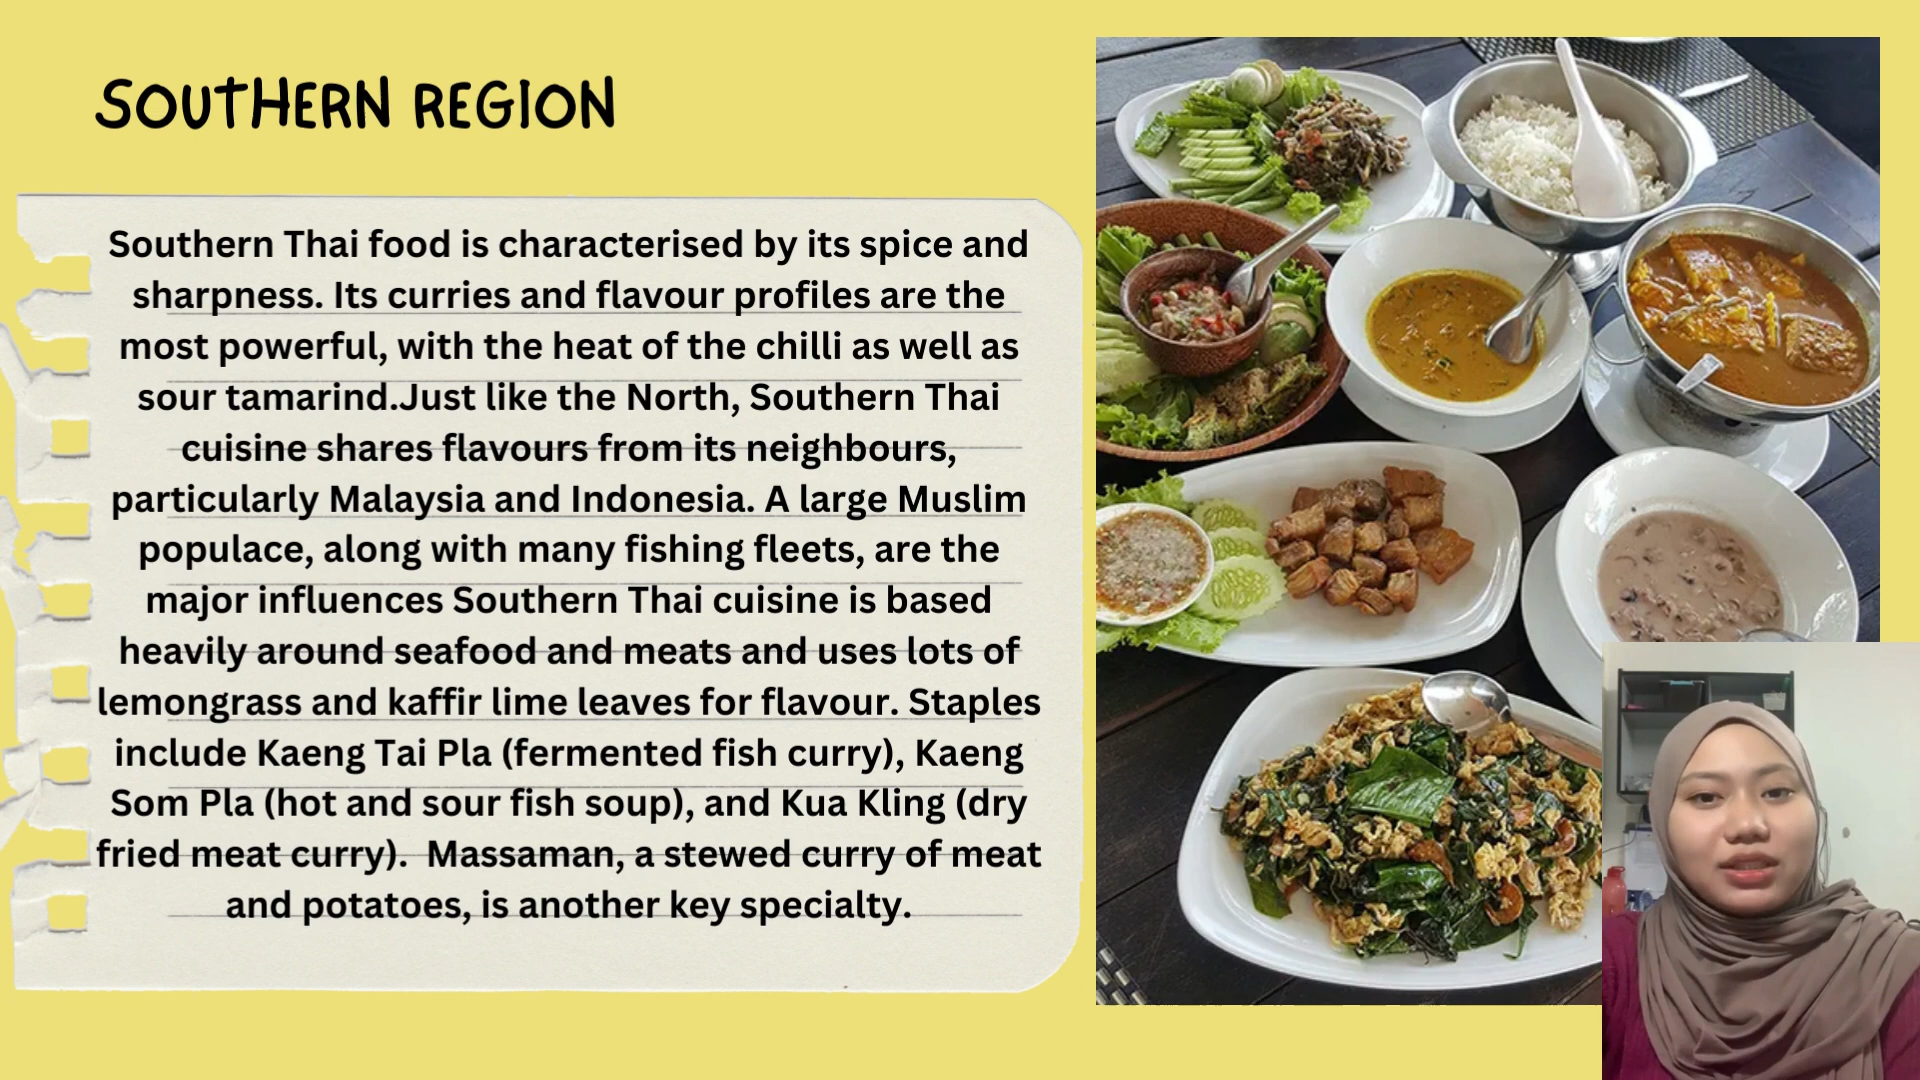 SOUTHERN REGION
Southern Thai food is characterised by its spice and
sharpness. Its curries and flavour profiles are the
most powerful, with the heat of the chilli as well as
sour tamarind.Just like the North, Southern Thai
cuisine shares flavours from its neighbours,
particularly Malaysia and Indonesia. A large Muslim
populace, along with many fishing fleets, are the
major influences Southern Thai cuisine is based
heavily around seafood and meats and uses lots of
lemongrass and kaffir lime leaves for flavour. Staples
include Kaeng Tai Pla (fermented fish curry), Kaeng
Som Pla (hot and sour fish soup), and Kua Kling (dry
fried meat curry).  Massaman, a stewed curry of meat
and potatoes, is another key specialty.